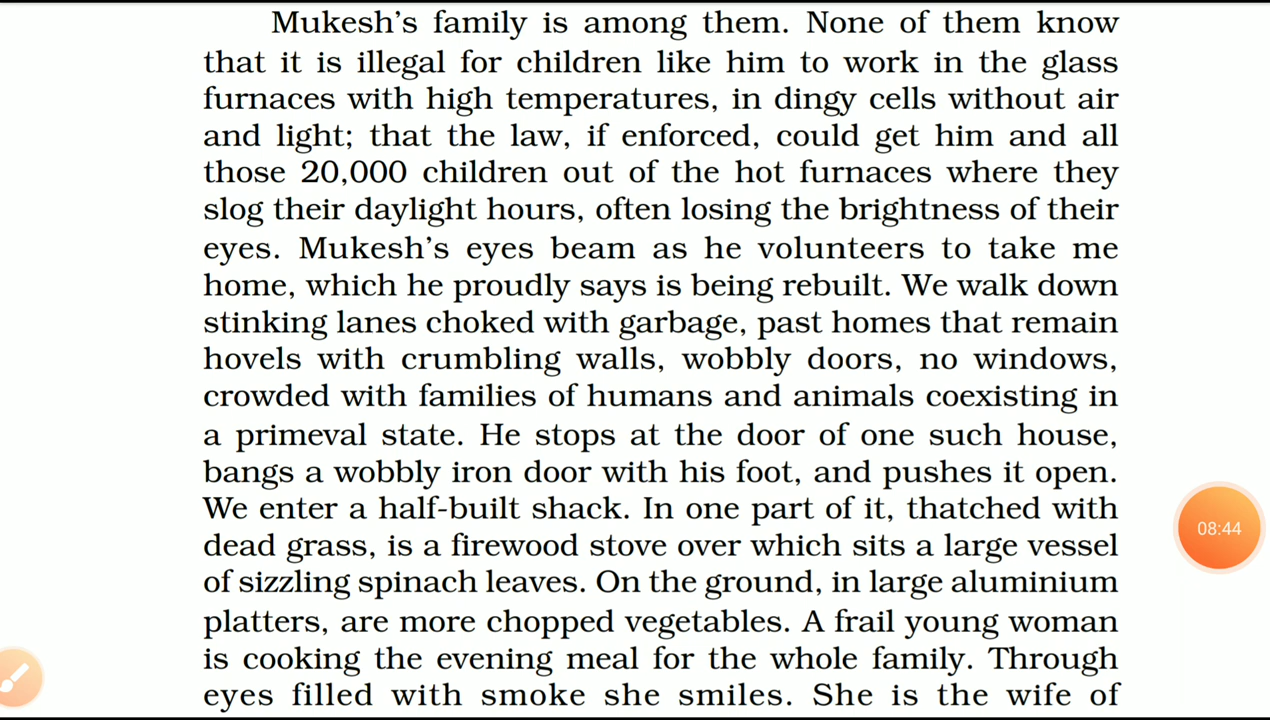 Mukesh's family is among them. None of them know
that it is illegal for children like him to work in the glass
furnaces with high temperatures, in dingy cells without air
and light; that the law, if enforced, could get him and all
those 20,000 children out of the hot furnaces where they
slog their daylight hours, often losing the brightness of their
eyes. Mukesh's eyes beam as he volunteers to take me
home, which he proudly says is being rebuilt. We walk down
stinking lanes choked with garbage, past homes that remain
hovels with crumbling walls, wobbly doors, no windows,
crowded with families of humans and animals coexisting in
a primeval state. He stops at the door of one such house,
bangs a wobbly iron door with his foot, and pushes it open.
We enter a half-built shack. In one part of it, thatched with
dead grass, is a firewood stove over which sits a large vessel
of sizzling spinach leaves. On the ground, in large aluminium
platters, are more chopped vegetables. A frail young woman
is cooking the evening meal for the whole family. Through
eyes filled with smoke she smiles. She is the wife of
08:44